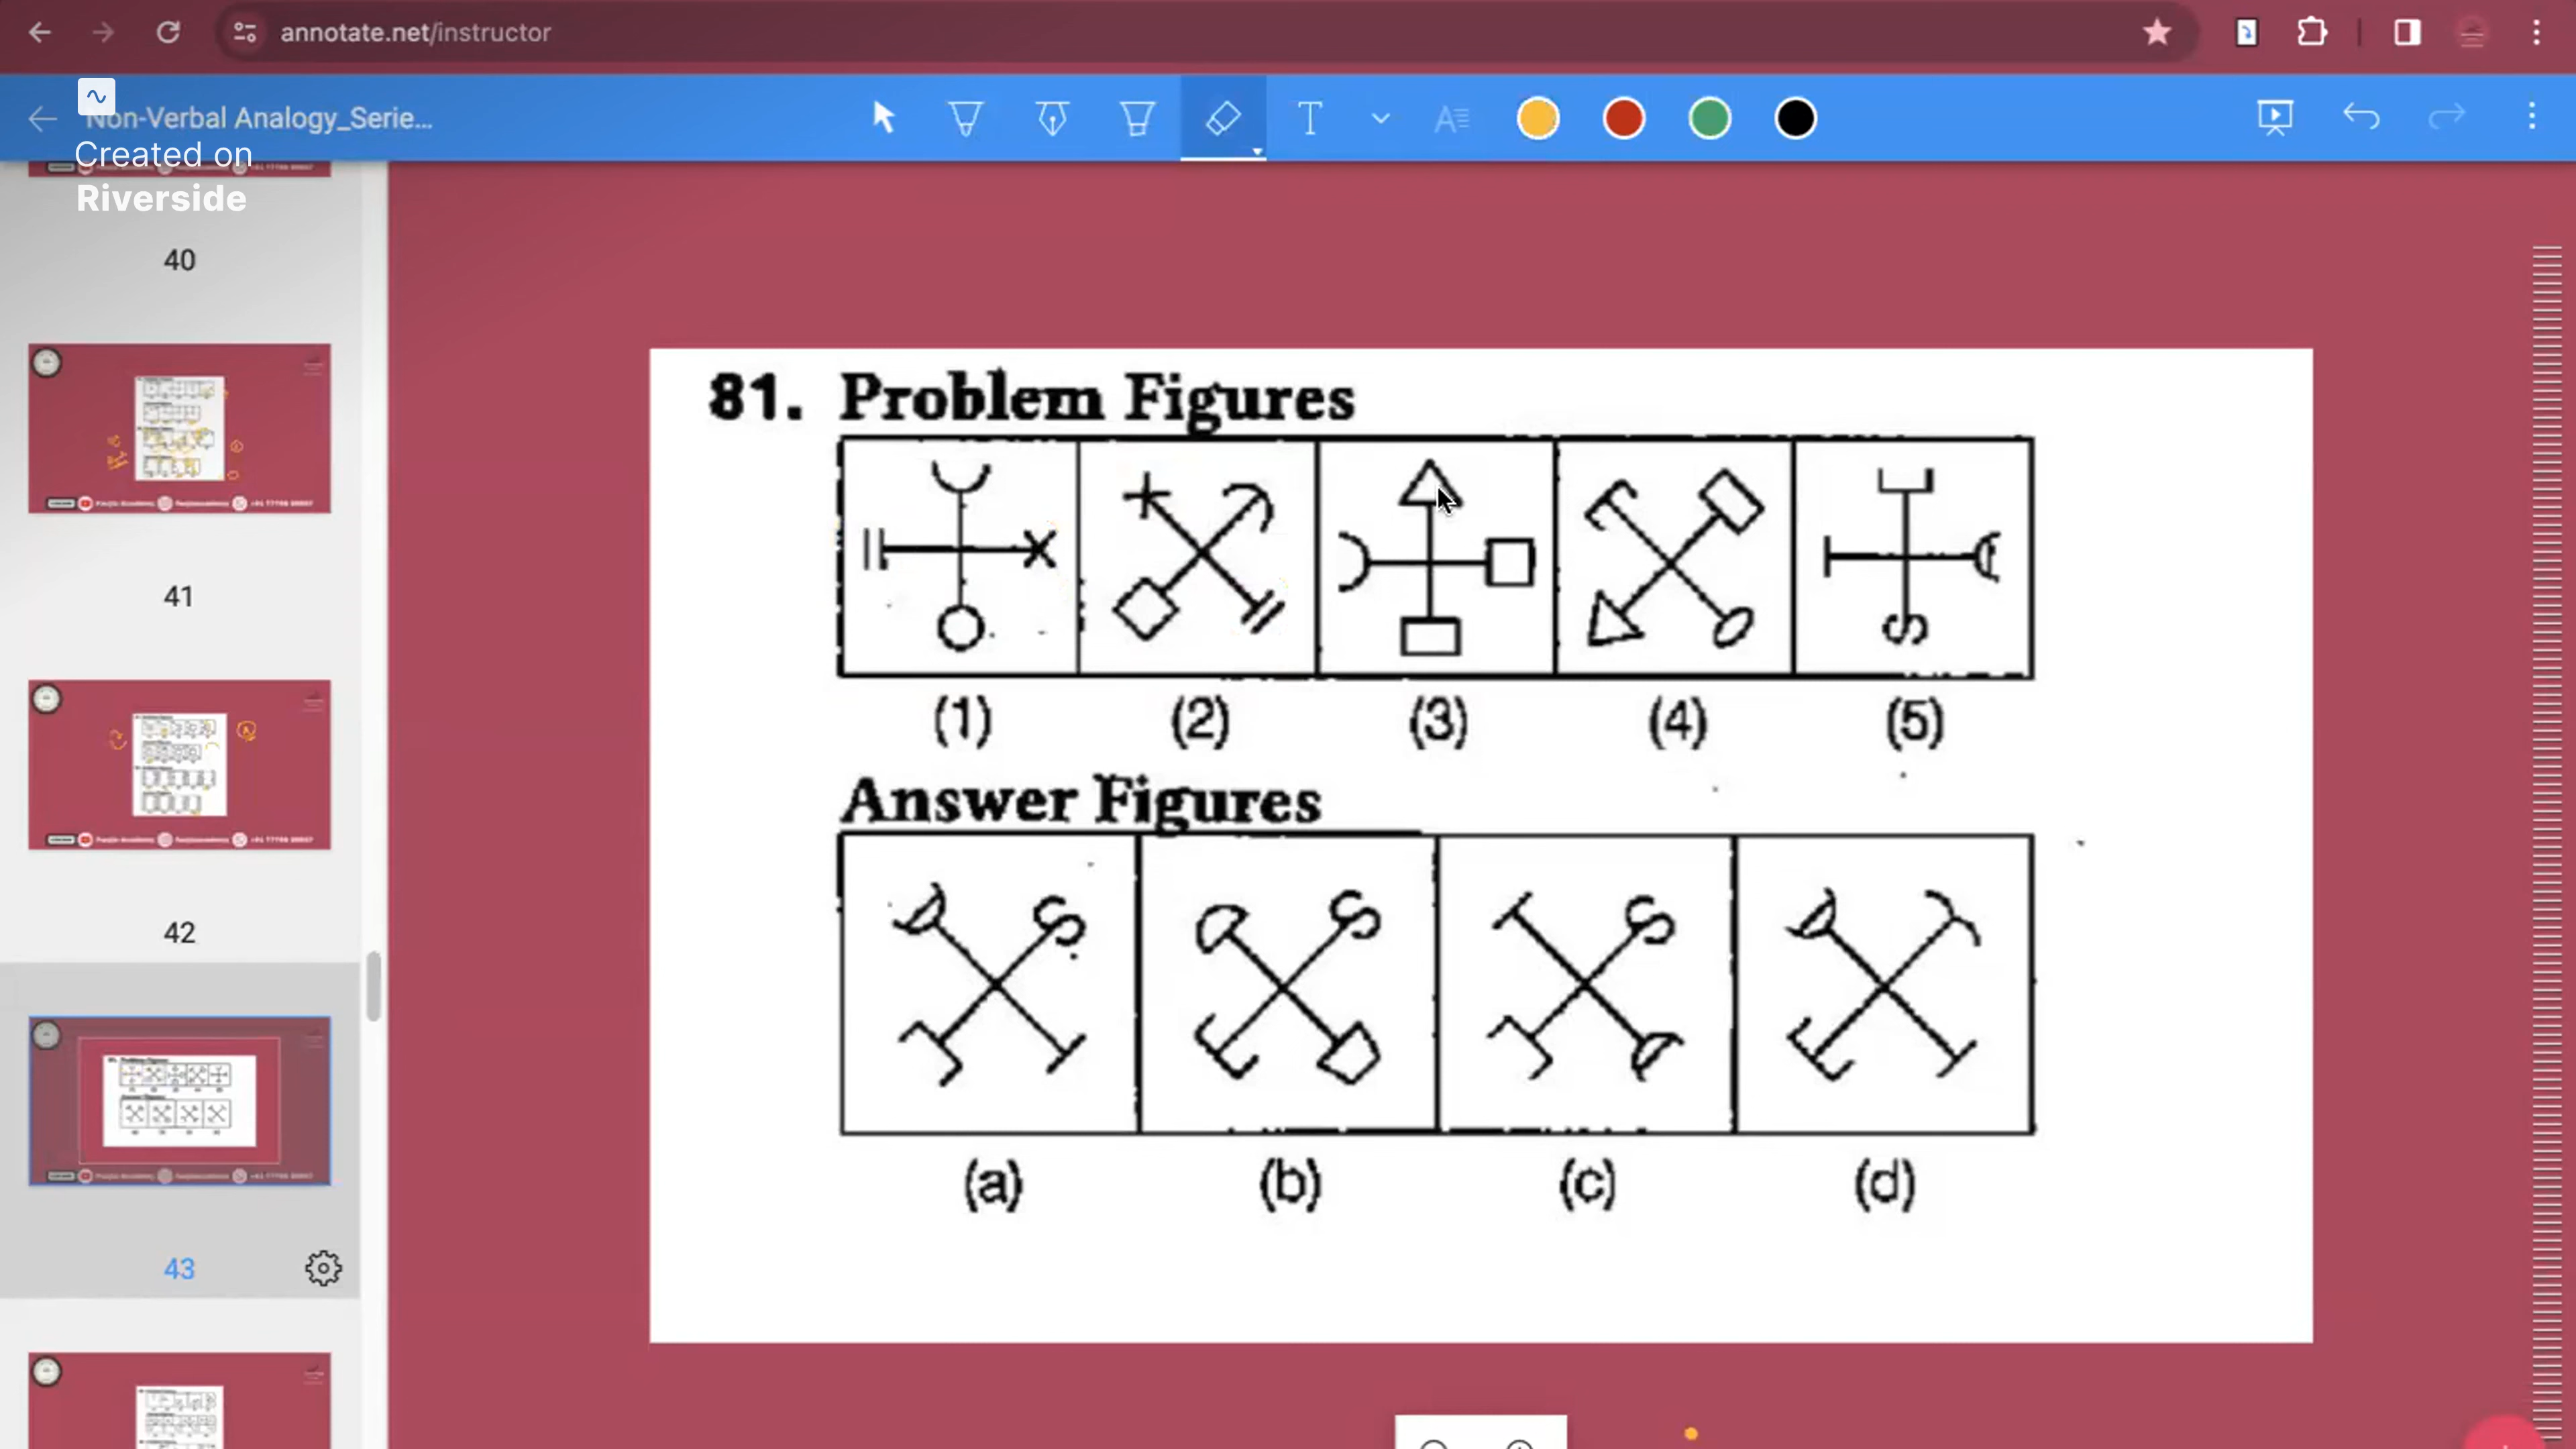 annotate.net/instructor
Non-Verbal Analogy_Serie...
Created on
Riverside
40
41
42
43
81. Problem Figures
(1) (2) (3) (4) (5)
Answer Figures
(a) (b) (c) (d)